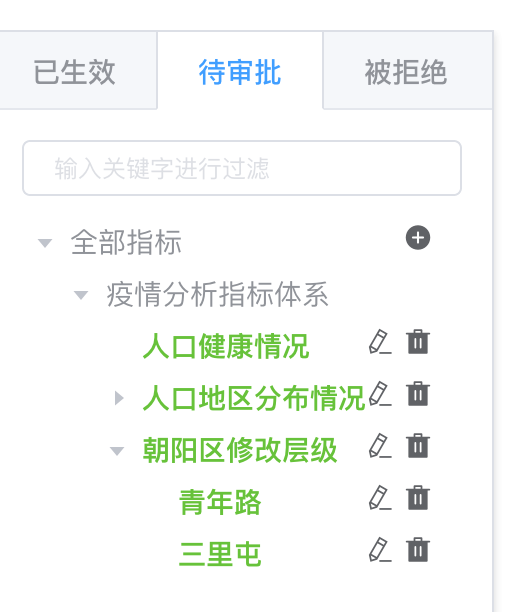 已生效 待审批 被拒绝
输入关键字进行过滤
全部指标
疫情分析指标体系
人口健康情况
人口地区分布情况
朝阳区修改层级
青年路
三里屯